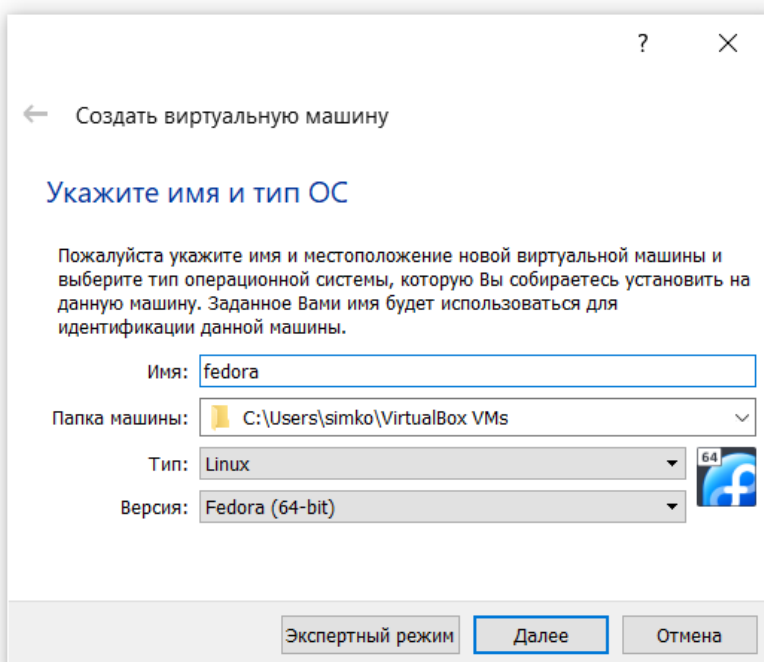 ?
Создать виртуальную машину
Укажите имя и тип ОС
Пожалуйста укажите имя и местоположение новой виртуальной машины и
выберите тип операционной системы, которую Вы собираетесь установить на
данную машину. Заданное Вами имя будет использоваться для
идентификации данной машины.
Имя: fedora
Папка машины: C:\Users\simko\VirtualBox VMs
Тип: Linux
64
Версия: Fedora (64-bit)
Экспертный режим Далее Отмена